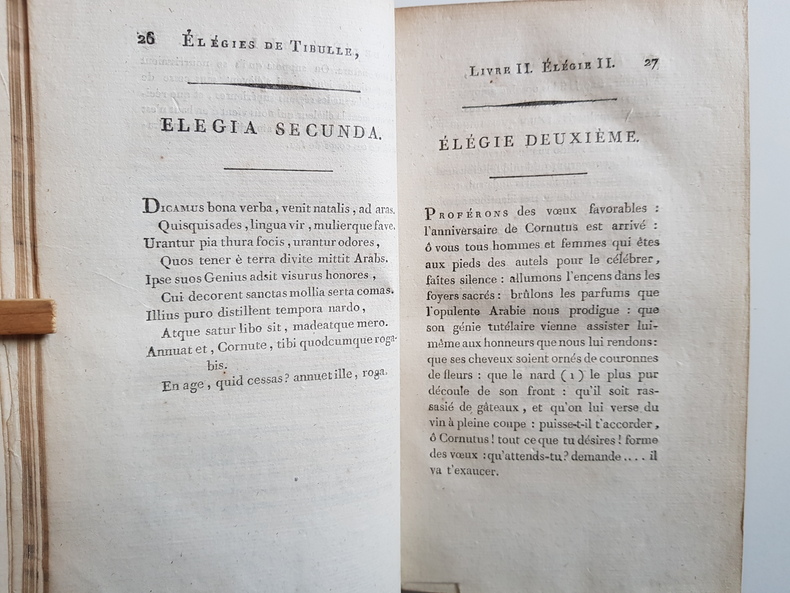 26 ÉLÉGIES DE TIBULLE,
ELEGIA SECUNDA.
DICAMUS bona verba, venit natalis, ad aras.
Quisquis ades, lingua vir, mulierque fave.
Urantur pia thura focis, urantur odores,
Quos tener è terra divite mittit Arabs.
Ipse suos Genius adsit visurus honores,
Cui decorent sanctas mollia serta comas.
Illius puro distillent tempora nardo,
Atque satur libo sit, madeatque mero.
Annuat et, Cornute, tibi quodcumque roga-
bis.
En age, quid cessas? annuet ille, roga.
LIVRE II. ÉLÉGIE II. 27
ÉLÉGIE DEUXIÈME.
PROFÉRONS des vœux favorables :
l'anniversaire de Cornutus est arrivé :
ô vous tous hommes et femmes qui êtes
aux pieds des autels pour le célébrer,
faites silence : allumons l'encens dans les
foyers sacrés : brûlons les parfums que
l'opulente Arabie nous prodigue : que
son génie tutélaire vienne assister lui-
même aux honneurs que nous lui rendons:
que ses cheveux soient ornés de couronnes
de fleurs : que le nard (1) le plus pur
découle de son front : qu'il soit ras-
sasié de gâteaux, et qu'on lui verse du
vin à pleine coupe : puisse-t-il t'accorder,
ô Cornutus! tout ce que tu désires! forme
des vœux : qu'attends-tu? demande.... il
va t'exaucer.